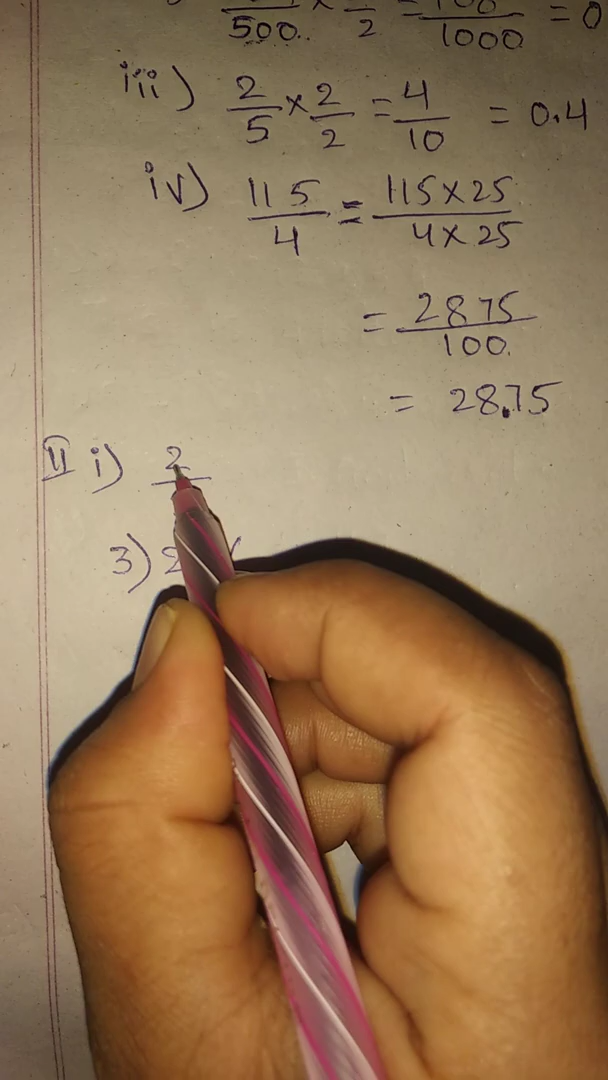 500 2 1000 = 0
iii) 2/5 × 2/2 = 4/10 = 0.4
iv) 115/4 = 115×25/4×25
= 2875/100.
= 28.75
II i) 2
3) 2